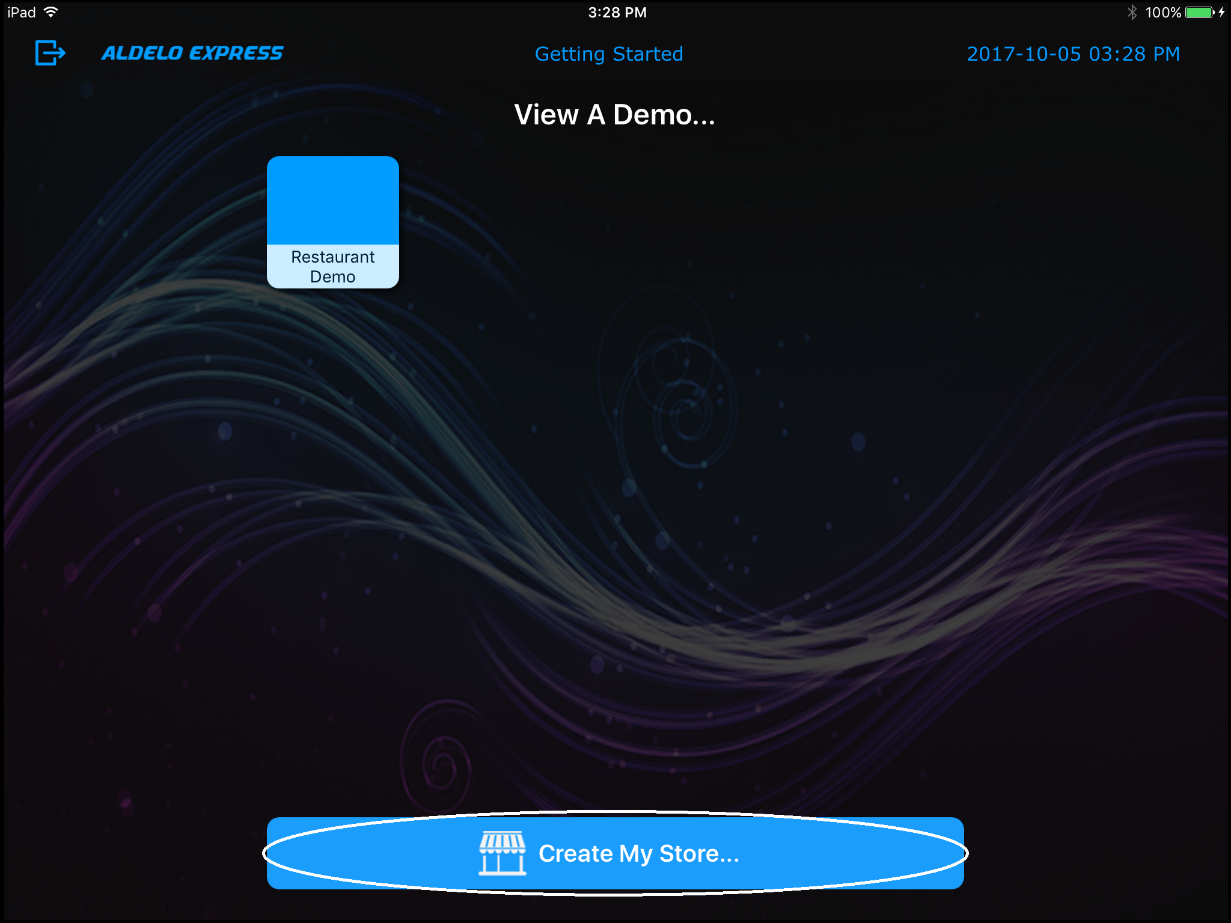 iPad
3:28 PM
100%
ALDELO EXPRESS
Getting Started
2017-10-05 03:28 PM
View A Demo...
Restaurant
Demo
Create My Store...